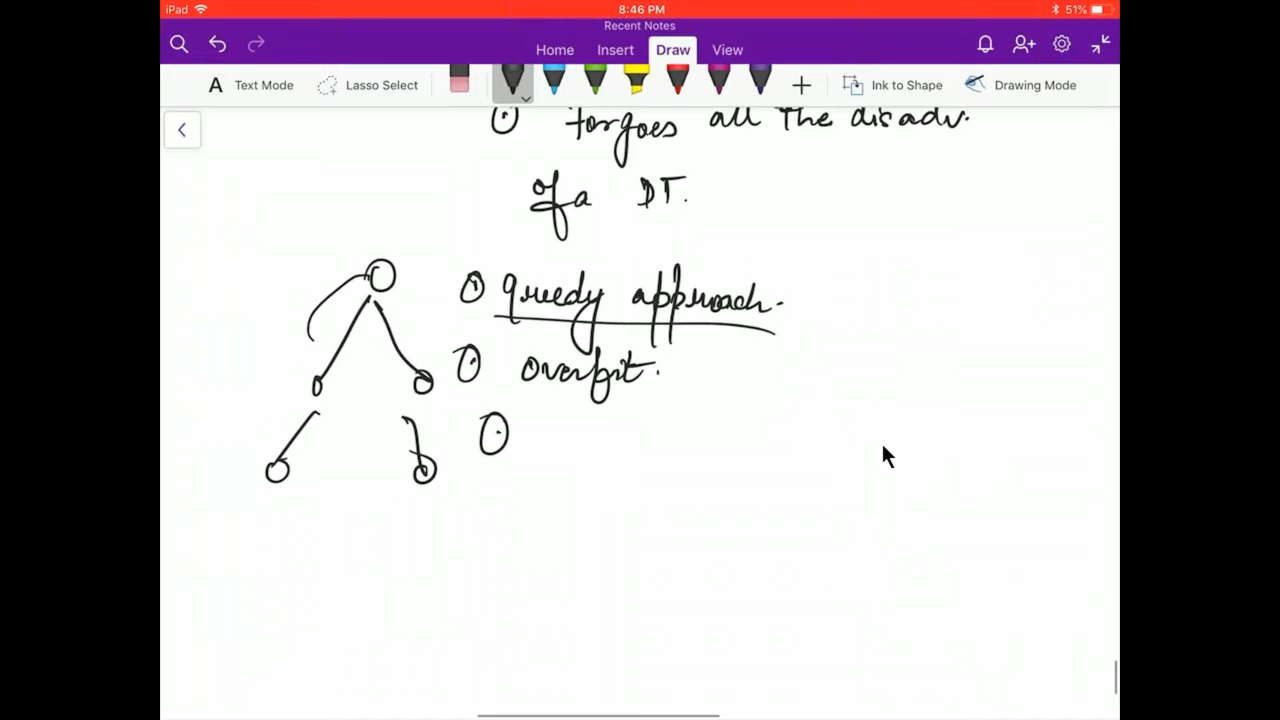 iPad 8:46 PM 51%
Recent Notes
Home Insert Draw View
Text Mode Lasso Select Ink to Shape Drawing Mode
forgoes all the disadv.
of a DT.
greedy approach.
overfit.